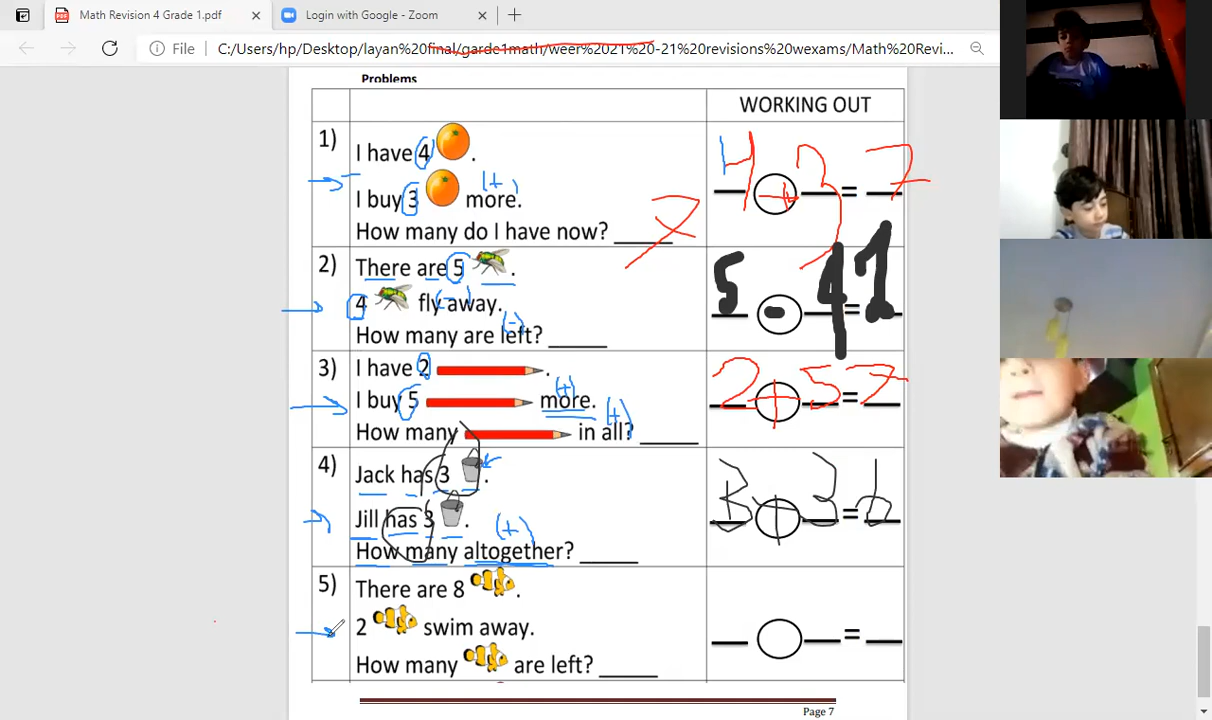 Math Revision 4 Grade 1.pdf
Login with Google - Zoom
File C:/Users/hp/Desktop/layan%20final/garde1math/weer%2021%20-21%20revisions%20wexams/Math%20Revi...
Problems
WORKING OUT
1) I have 4 .
I buy 3 more. (+)
How many do I have now? 7
4 + 3 = 7
2) There are 5 .
4 fly away. (-)
How many are left? (-)
5 - 4 = 1
3) I have 2 .
I buy 5 more. (+)
How many in all? (+)
2 + 5 = 7
4) Jack has 3 .
Jill has 3 .
How many altogether? (+)
3 + 3 = 6
5) There are 8 .
2 swim away.
How many are left?
=
Page 7